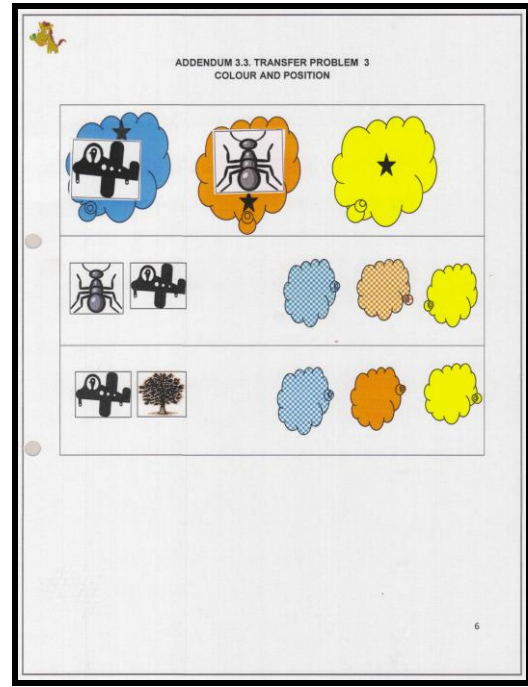 ADDENDUM 3.3. TRANSFER PROBLEM 3
COLOUR AND POSITION
6